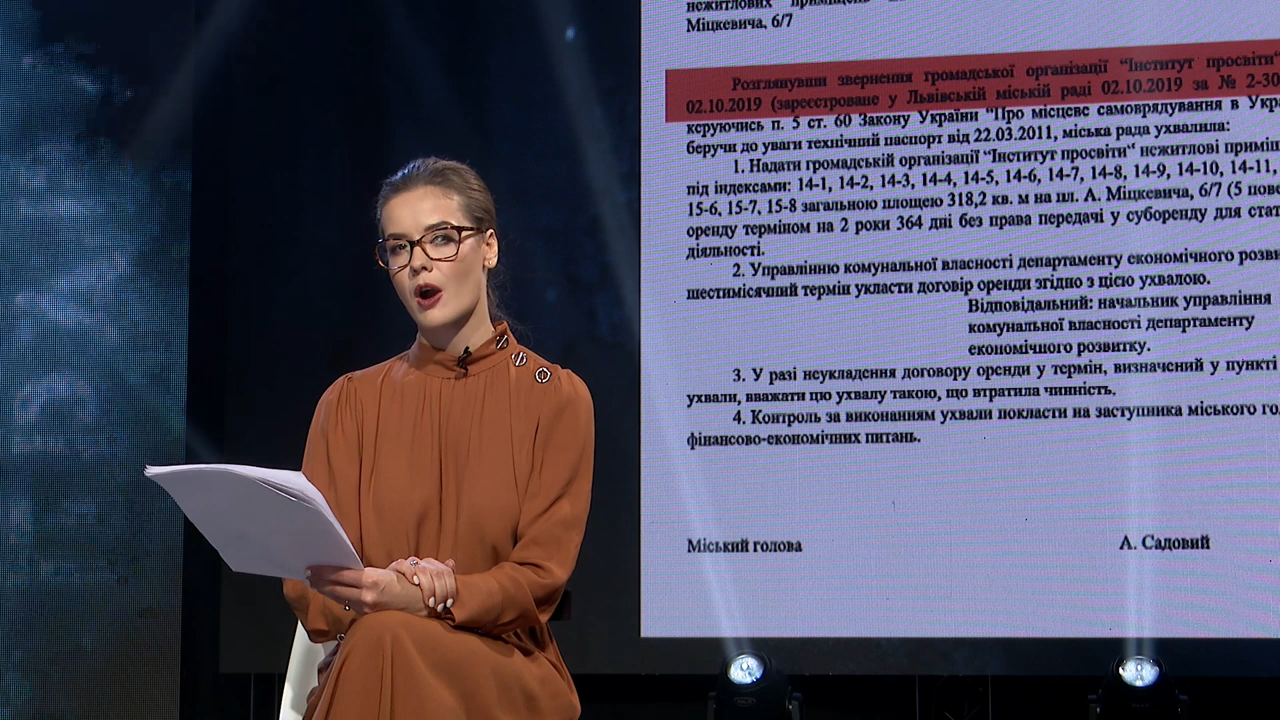 нежитлових приміщень
Міцкевича, 6/7
Розглянувши звернення громадської організації “Інститут просвіти“
02.10.2019 (зареєстроване у Львівській міській раді 02.10.2019 за № 2-30
керуючись п. 5 ст. 60 Закону України “Про місцеве самоврядування в Укра
беручи до уваги технічний паспорт від 22.03.2011, міська рада ухвалила:
1. Надати громадській організації “Інститут просвіти“ нежитлові приміщ
під індексами: 14-1, 14-2, 14-3, 14-4, 14-5, 14-6, 14-7, 14-8, 14-9, 14-10, 14-11,
15-6, 15-7, 15-8 загальною площею 318,2 кв. м на пл. А. Міцкевича, 6/7 (5 пове
оренду терміном на 2 роки 364 дні без права передачі у суборенду для стат
діяльності.
2. Управлінню комунальної власності департаменту економічного розви
шестимісячний термін укласти договір оренди згідно з цією ухвалою.
Відповідальний: начальник управління
комунальної власності департаменту
економічного розвитку.
3. У разі неукладення договору оренди у термін, визначений у пункті
ухвали, вважати цю ухвалу такою, що втратила чинність.
4. Контроль за виконанням ухвали покласти на заступника міського го
фінансово-економічних питань.
Міський голова А. Садовий